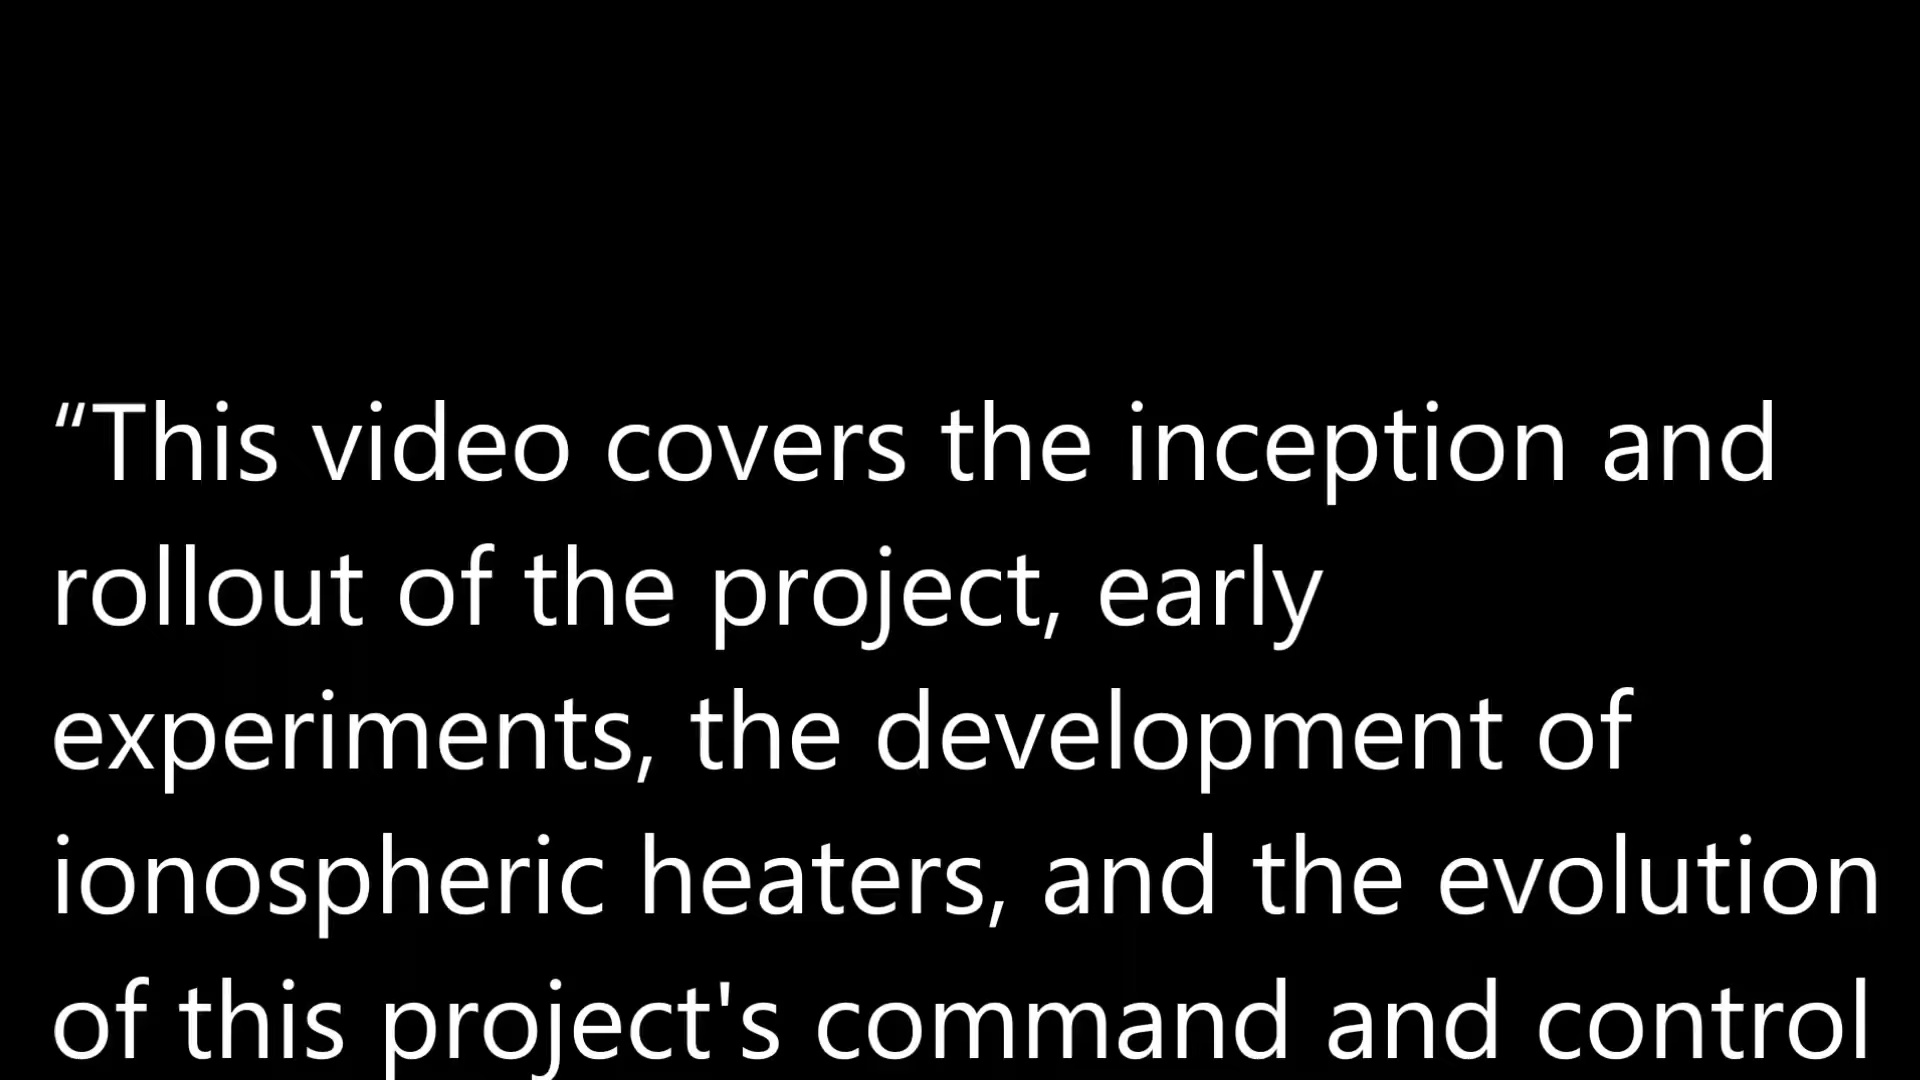 “This video covers the inception and
rollout of the project, early
experiments, the development of
ionospheric heaters, and the evolution
of this project's command and control